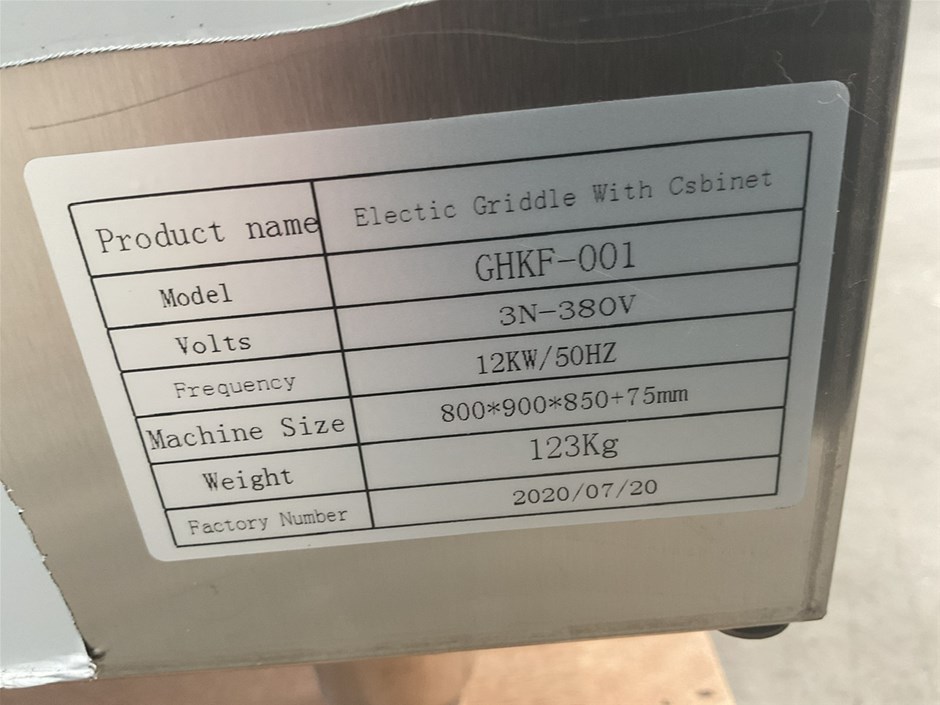 Product name Electic Griddle With Csbinet
Model GHKF-001
Volts 3N-380V
Frequency 12KW/50HZ
Machine Size 800*900*850+75mm
Weight 123Kg
Factory Number 2020/07/20